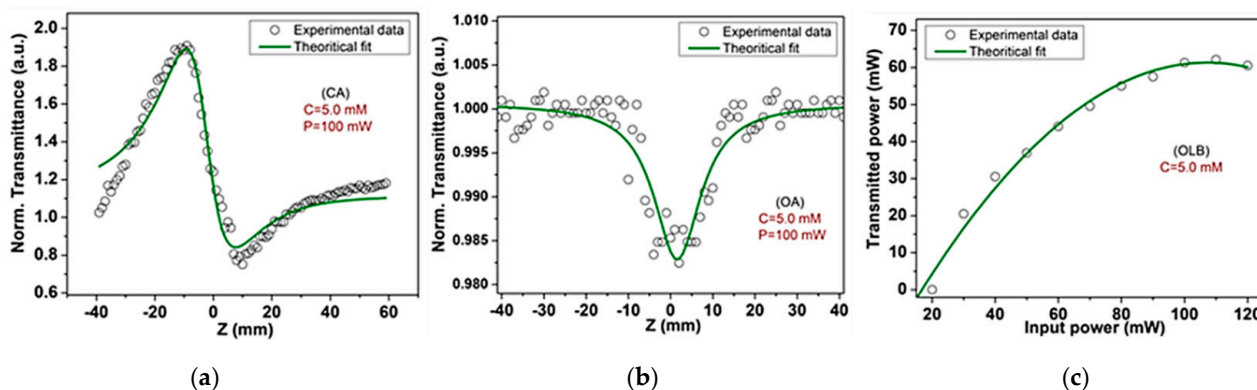 2.0
1.8
1.6
1.4
1.2
1.0
0.8
0.6
-40 -20 0 20 40 60
Z (mm)
Norm. Transmittance (a.u.)
Experimental data
Theoritical fit
(CA)
C=5.0 mM
P=100 mW
(a)
1.005
1.000
0.995
0.990
0.985
0.980
-40 -30 -20 -10 0 10 20 30 40
Z (mm)
Norm. Transmittance (a.u.)
Experimental data
Theoritical fit
(OA)
C=5.0 mM
P=100 mW
(b)
70
60
50
40
30
20
10
0
20 40 60 80 100 120
Input power (mW)
Transmitted power (mW)
Experimental data
Theoritical fit
(OLB)
C=5.0 mM
(c)